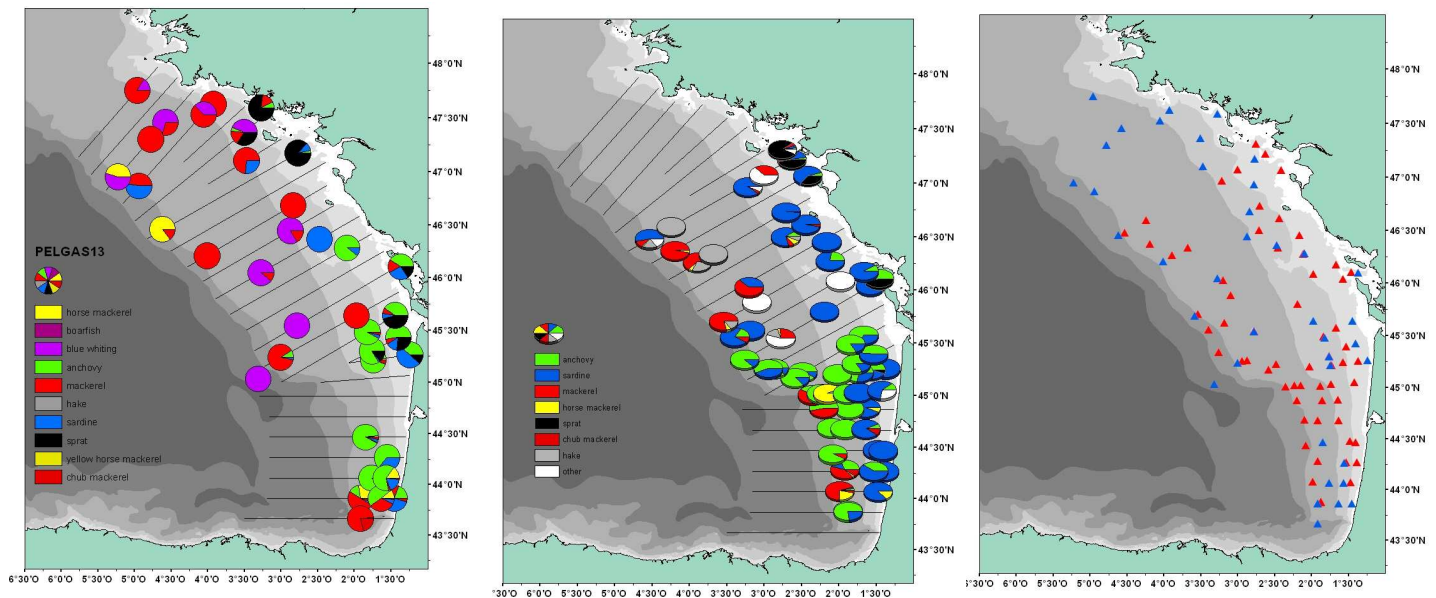 48°0'N
47°30'N
47°0'N
46°30'N
46°0'N
45°30'N
45°0'N
44°30'N
44°0'N
43°30'N
PELGAS13
horse mackerel
boarfish
blue whiting
anchovy
mackerel
hake
sardine
sprat
yellow horse mackerel
chub mackerel
6°30'O 6°0'O 5°30'O 5°0'O 4°30'O 4°0'O 3°30'O 3°0'O 2°30'O 2°0'O 1°30'O
48°0'N
47°30'N
47°0'N
46°30'N
46°0'N
45°30'N
45°0'N
44°30'N
44°0'N
43°30'N
anchovy
sardine
mackerel
horse mackerel
sprat
chub mackerel
hake
other
°30'O 6°0'O 5°30'O 5°0'O 4°30'O 4°0'O 3°30'O 3°0'O 2°30'O 2°0'O 1°30'O
48°0'N
47°30'N
47°0'N
46°30'N
46°0'N
45°30'N
45°0'N
44°30'N
44°0'N
43°30'N
6°30'O 6°0'O 5°30'O 5°0'O 4°30'O 4°0'O 3°30'O 3°0'O 2°30'O 2°0'O 1°30'O